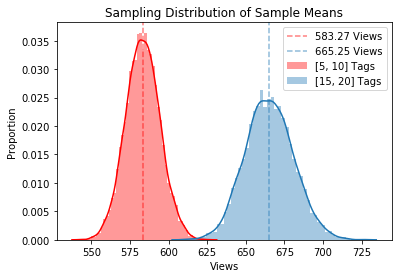 Sampling Distribution of Sample Means
583.27 Views
665.25 Views
[5, 10] Tags
[15, 20] Tags
Proportion
0.035
0.030
0.025
0.020
0.015
0.010
0.005
0.000
550 575 600 625 650 675 700 725
Views